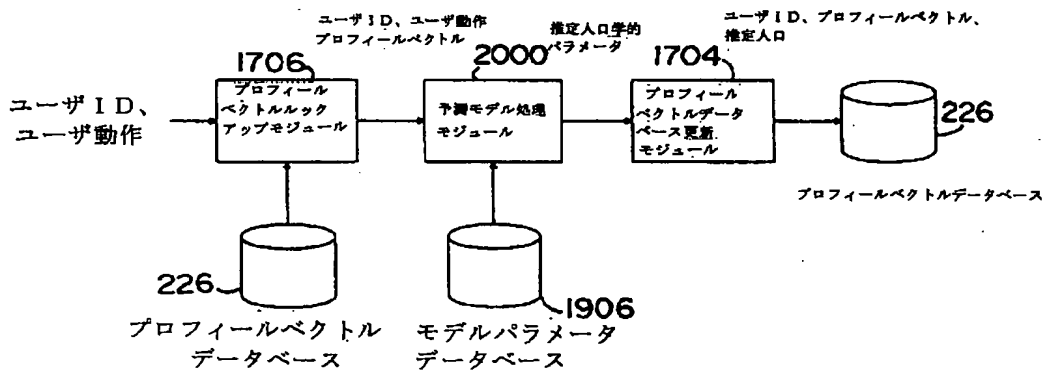 ユーザID、ユーザ動作
プロフィールベクトル
推定人口学的
パラメータ
ユーザID、プロフィールベクトル、
推定人口
1706
2000
1704
ユーザID、
ユーザ動作
プロフィール
ベクトルルック
アップモジュール
予測モデル処理
モジュール
プロフィール
ベクトルデータ
ベース更新
モジュール
226
プロフィールベクトルデータベース
226
1906
プロフィールベクトル
データベース
モデルパラメータ
データベース